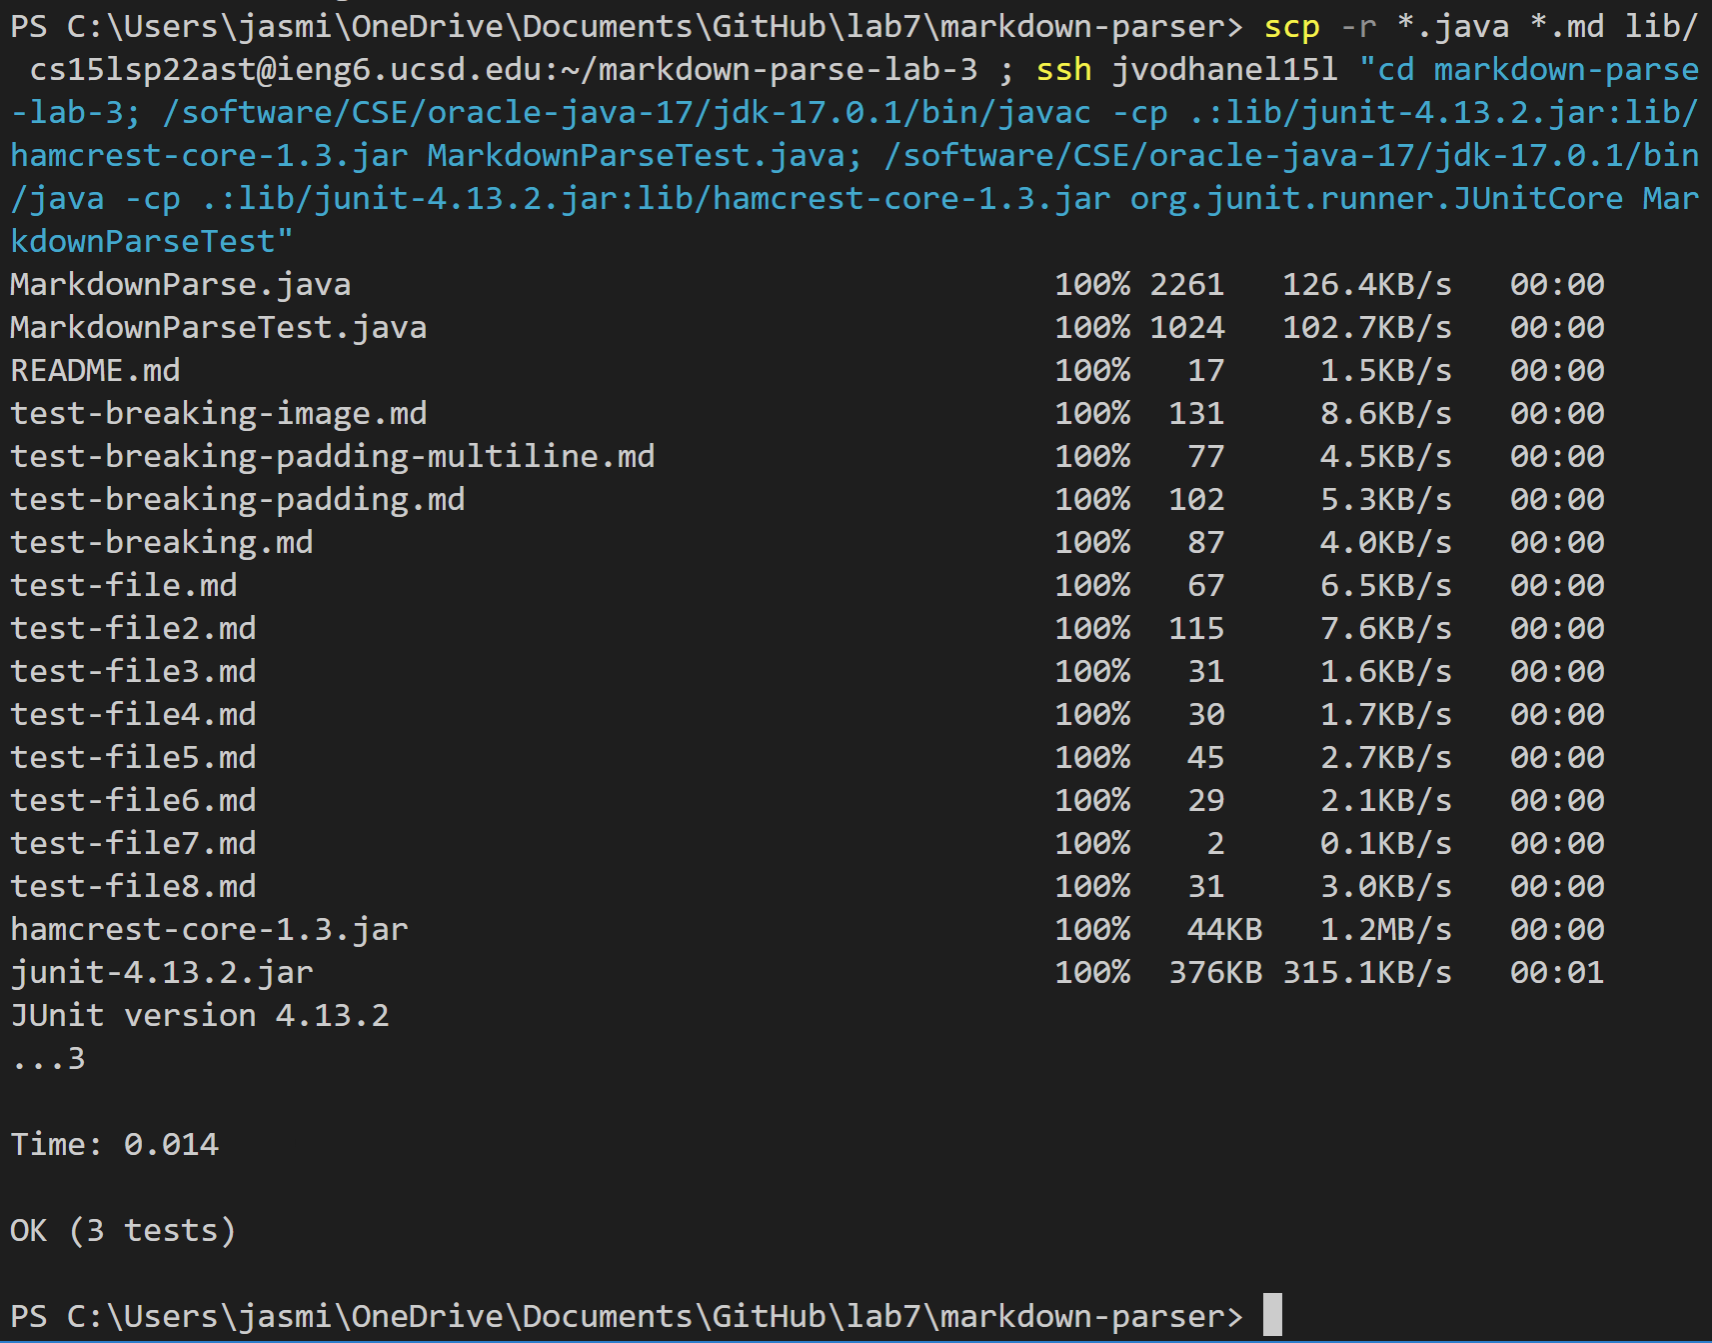 PS C:\Users\jasmi\OneDrive\Documents\GitHub\lab7\markdown-parser> scp -r *.java *.md lib/
 cs15lsp22ast@ieng6.ucsd.edu:~/markdown-parse-lab-3 ; ssh jvodhanel15l "cd markdown-parse
-lab-3; /software/CSE/oracle-java-17/jdk-17.0.1/bin/javac -cp .:lib/junit-4.13.2.jar:lib/
hamcrest-core-1.3.jar MarkdownParseTest.java; /software/CSE/oracle-java-17/jdk-17.0.1/bin
/java -cp .:lib/junit-4.13.2.jar:lib/hamcrest-core-1.3.jar org.junit.runner.JUnitCore Mar
kdownParseTest"
MarkdownParse.java 100% 2261 126.4KB/s 00:00
MarkdownParseTest.java 100% 1024 102.7KB/s 00:00
README.md 100% 17 1.5KB/s 00:00
test-breaking-image.md 100% 131 8.6KB/s 00:00
test-breaking-padding-multiline.md 100% 77 4.5KB/s 00:00
test-breaking-padding.md 100% 102 5.3KB/s 00:00
test-breaking.md 100% 87 4.0KB/s 00:00
test-file.md 100% 67 6.5KB/s 00:00
test-file2.md 100% 115 7.6KB/s 00:00
test-file3.md 100% 31 1.6KB/s 00:00
test-file4.md 100% 30 1.7KB/s 00:00
test-file5.md 100% 45 2.7KB/s 00:00
test-file6.md 100% 29 2.1KB/s 00:00
test-file7.md 100% 2 0.1KB/s 00:00
test-file8.md 100% 31 3.0KB/s 00:00
hamcrest-core-1.3.jar 100% 44KB 1.2MB/s 00:00
junit-4.13.2.jar 100% 376KB 315.1KB/s 00:01
JUnit version 4.13.2
...3
Time: 0.014
OK (3 tests)
PS C:\Users\jasmi\OneDrive\Documents\GitHub\lab7\markdown-parser>